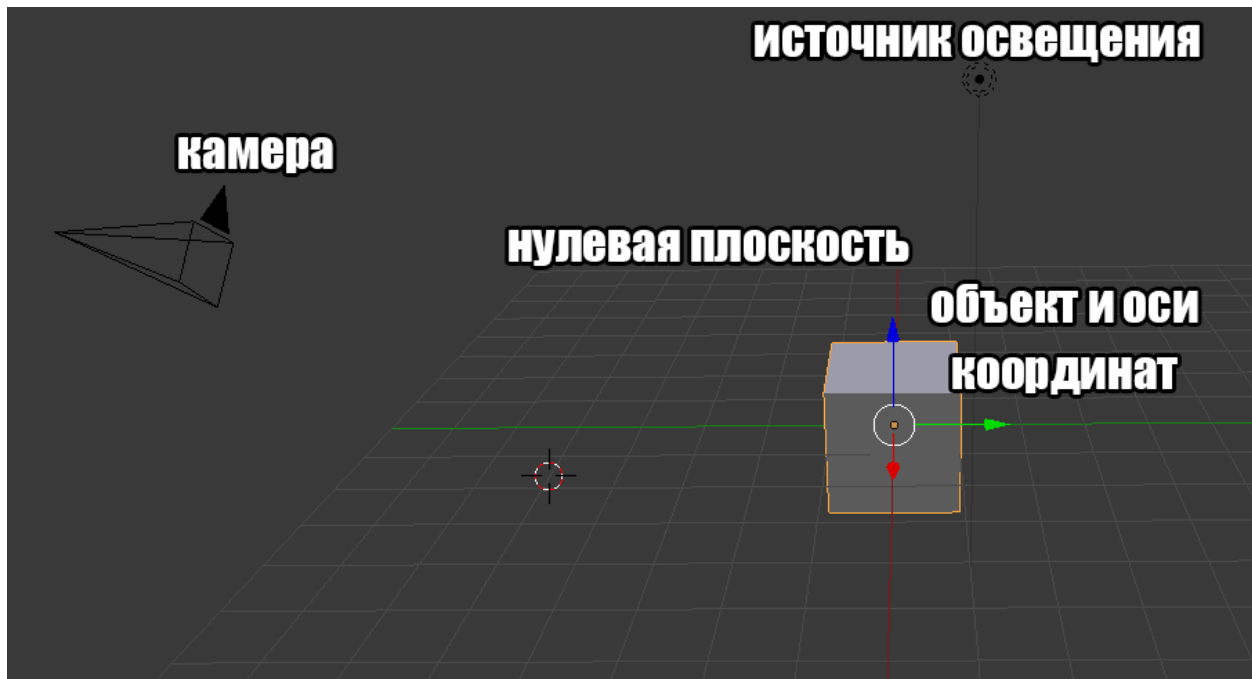 источник освещения
камера
нулевая плоскость
объект и оси
координат